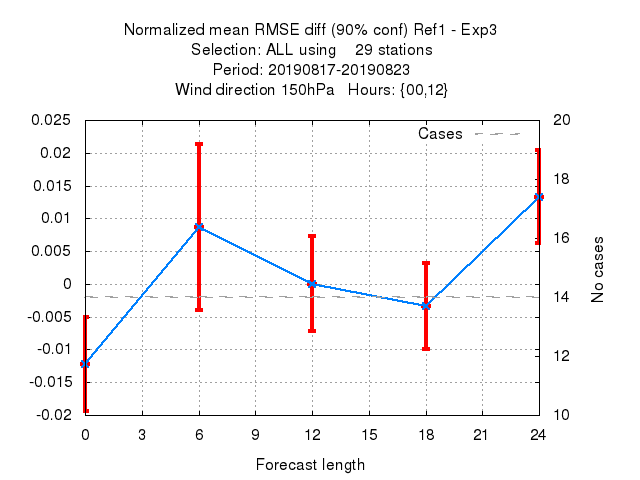 Normalized mean RMSE diff (90% conf) Ref1 - Exp3
Selection: ALL using    29 stations
Period: 20190817-20190823
Wind direction 150hPa   Hours: {00,12}
Cases
0.025
0.02
0.015
0.01
0.005
0
-0.005
-0.01
-0.015
-0.02
20
18
16
14
12
10
No cases
0 3 6 9 12 15 18 21 24
Forecast length